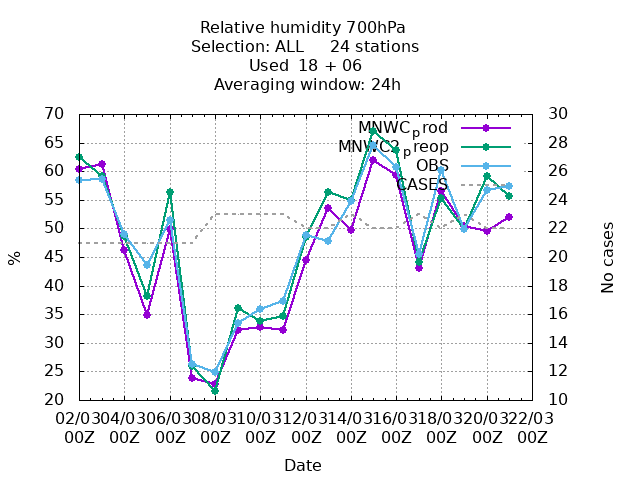 Relative humidity 700hPa
Selection: ALL     24 stations
Used  18 + 06
Averaging window: 24h
70 30
MNWC_prod
65 28
MNWC2_preop
OBS
60 26
CASES
55 24
50 22
45 20
40 18
35 16
30 14
25 12
20 10
%
No cases
02/03 04/03 06/03 08/03 10/03 12/03 14/03 16/03 18/03 20/03 22/03
00Z 00Z 00Z 00Z 00Z 00Z 00Z 00Z 00Z 00Z 00Z
Date